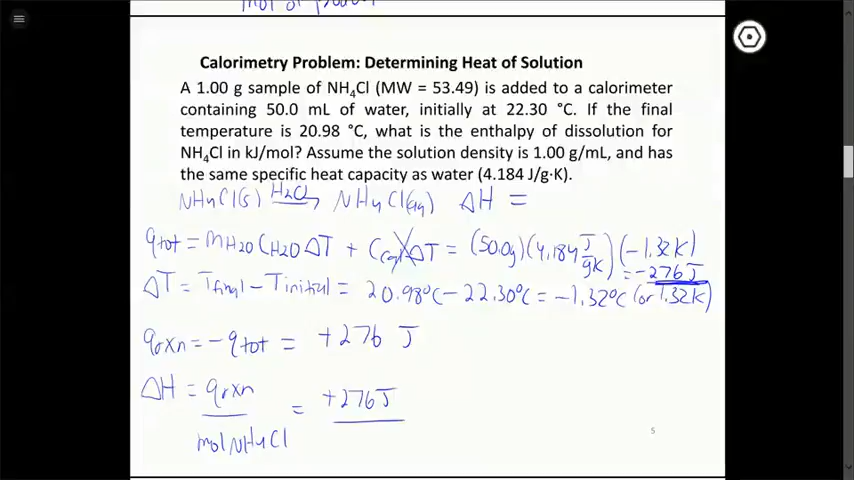 mol of product
Calorimetry Problem: Determining Heat of Solution
A 1.00 g sample of NH₄Cl (MW = 53.49) is added to a calorimeter
containing 50.0 mL of water, initially at 22.30 °C. If the final
temperature is 20.98 °C, what is the enthalpy of dissolution for
NH₄Cl in kJ/mol? Assume the solution density is 1.00 g/mL, and has
the same specific heat capacity as water (4.184 J/g·K).
NH4Cl(s) H2O→ NH4Cl(aq) ΔH =
qtot = mH2O CH2O ΔT + Ccal ΔT = (50.0g)(4.184 J/gK)(-1.32K)
= -276 J
ΔT = Tfinal - Tinitial = 20.98°C - 22.30°C = -1.32°C (or 1.32K)
qrxn = -qtot = +276 J
ΔH = qrxn / mol NH4Cl = +276 J
5